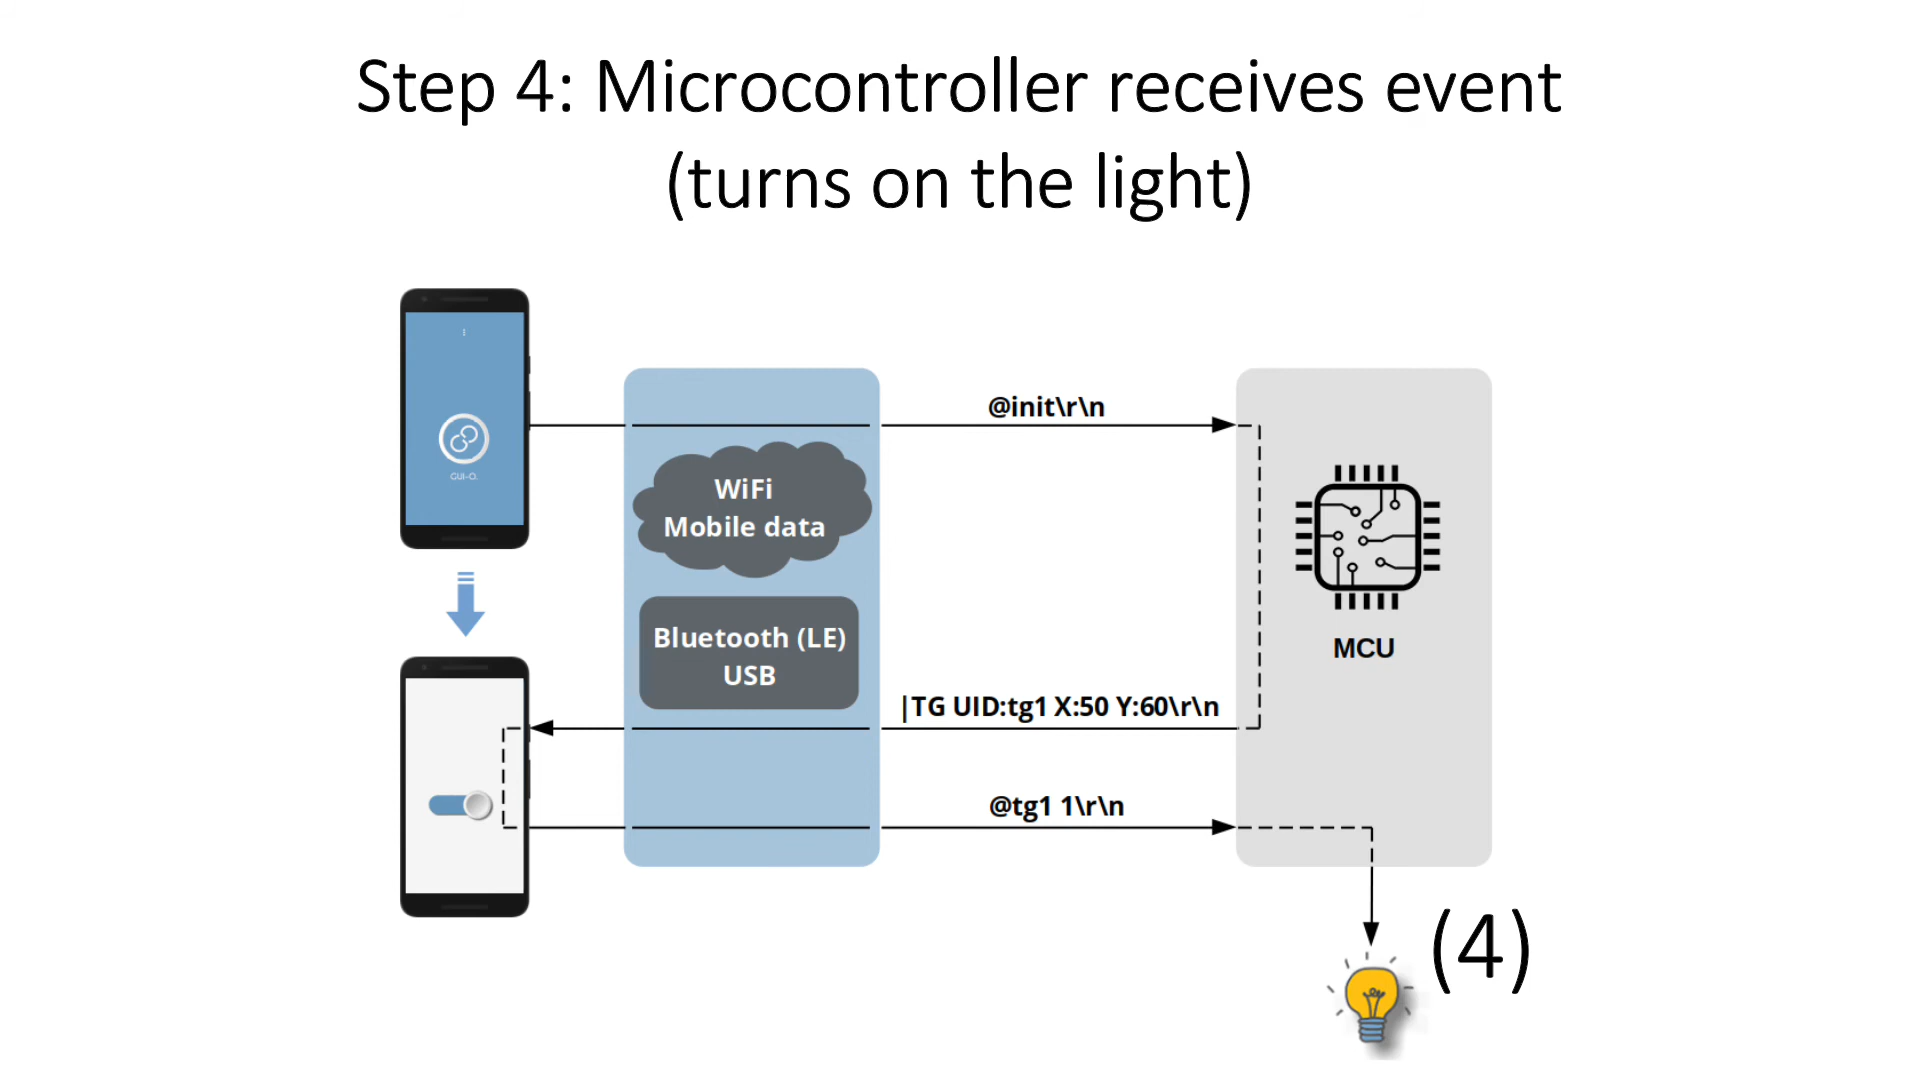 Step 4: Microcontroller receives event
(turns on the light)
GUI-O.
@init\r\n
WiFi
Mobile data
Bluetooth (LE)
USB
MCU
|TG UID:tg1 X:50 Y:60\r\n
@tg1 1\r\n
(4)